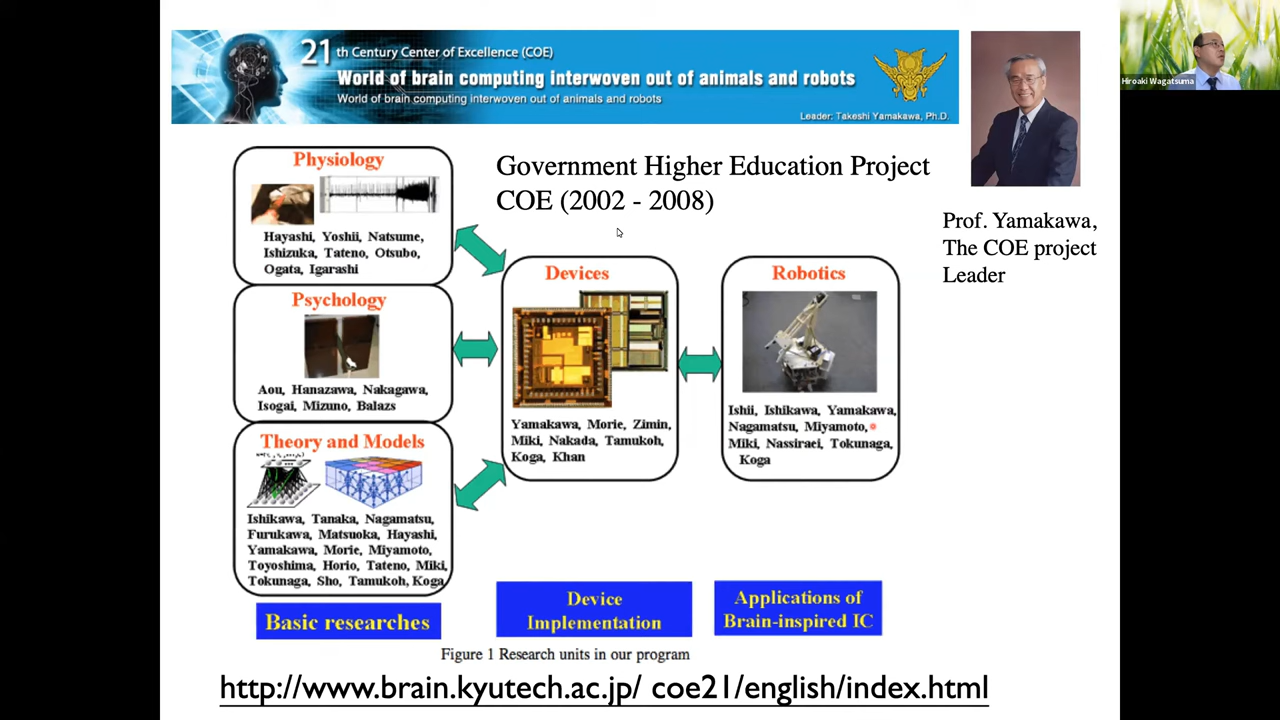 21th Century Center of Excellence (COE)
World of brain computing interwoven out of animals and robots
World of brain computing interwoven out of animals and robots
Leader: Takeshi Yamakawa, Ph.D.
Hiroaki Wagatsuma
Government Higher Education Project
COE (2002 - 2008)
Prof. Yamakawa,
The COE project
Leader
Physiology
Hayashi, Yoshii, Natsume,
Ishizuka, Tateno, Otsubo,
Ogata, Igarashi
Psychology
Aou, Hanazawa, Nakagawa,
Isogai, Mizuno, Balazs
Theory and Models
Ishikawa, Tanaka, Nagamatsu,
Furukawa, Matsuoka, Hayashi,
Yamakawa, Morie, Miyamoto,
Toyoshima, Horio, Tateno, Miki,
Tokunaga, Sho, Tamukoh, Koga
Basic researches
Devices
Yamakawa, Morie, Zimin,
Miki, Nakada, Tamukoh,
Koga, Khan
Device
Implementation
Robotics
Ishii, Ishikawa, Yamakawa,
Nagamatsu, Miyamoto,
Miki, Nassiraei, Tokunaga,
Koga
Applications of
Brain-inspired IC
Figure 1 Research units in our program
http://www.brain.kyutech.ac.jp/ coe21/english/index.html